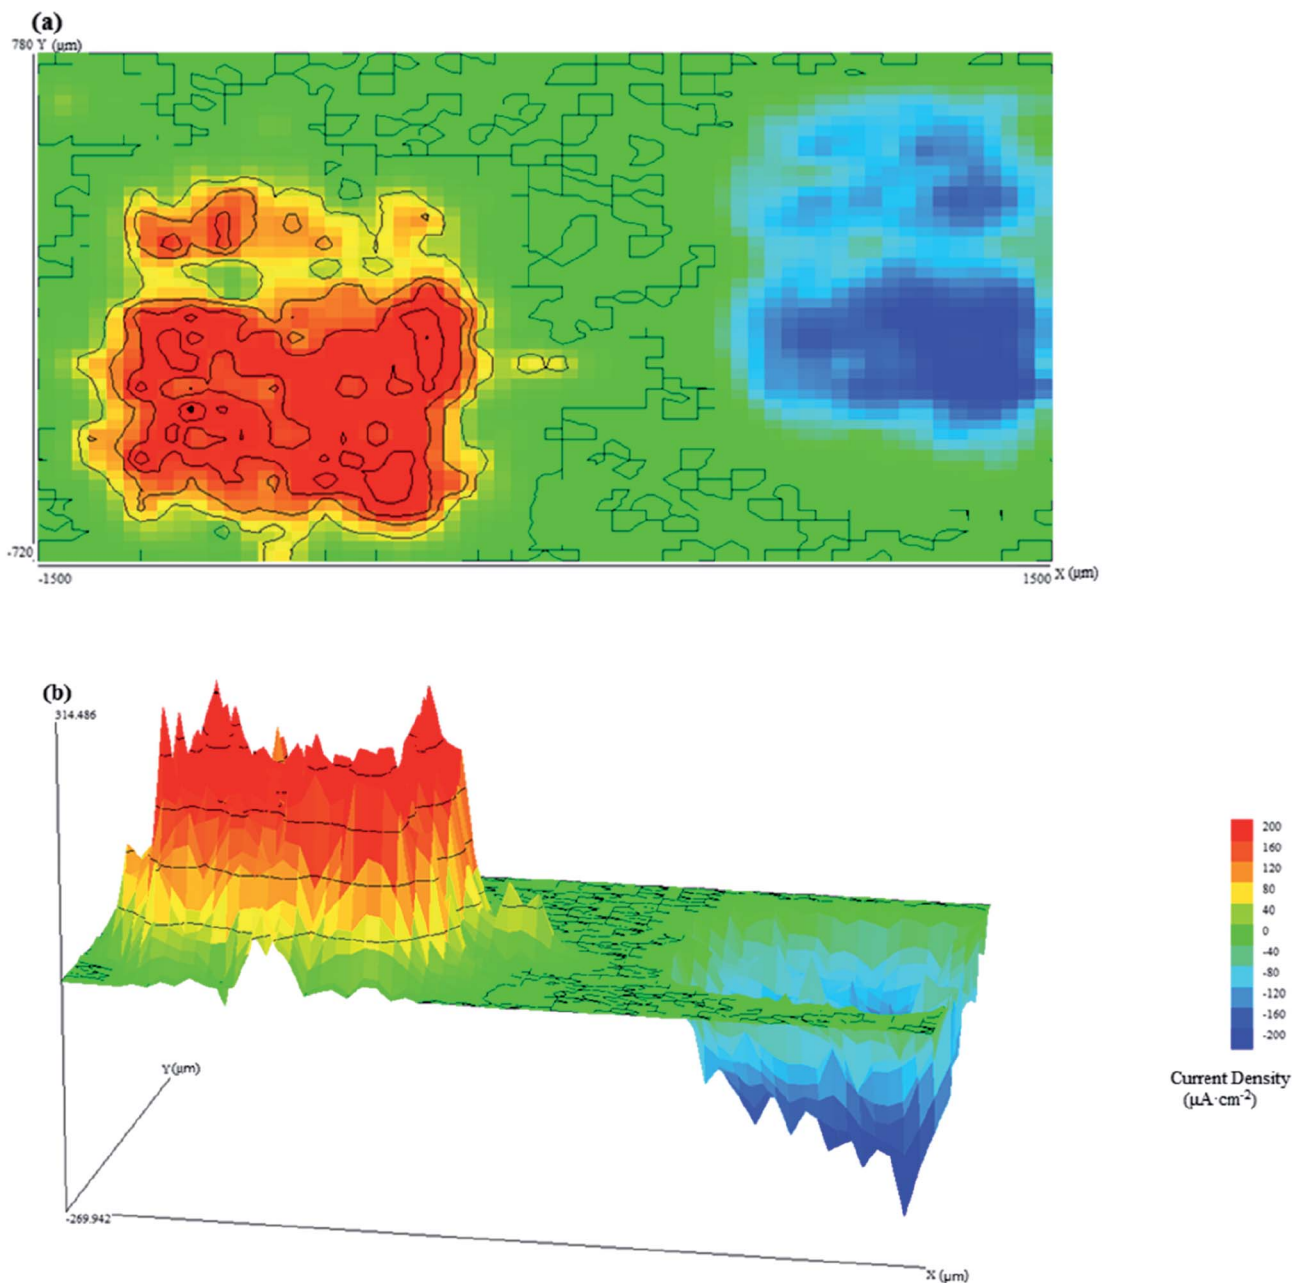 (a)
780 Y (μm)
-720
-1500
1500 X (μm)
(b)
314.486
Y(μm)
-269.942
X (μm)
200
160
120
80
40
0
-40
-80
-120
-160
-200
Current Density
(μA·cm-2)